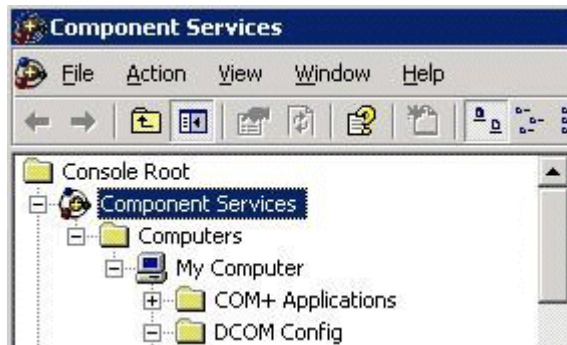 Component Services
File Action View Window Help
Console Root
Component Services
Computers
My Computer
COM+ Applications
DCOM Config